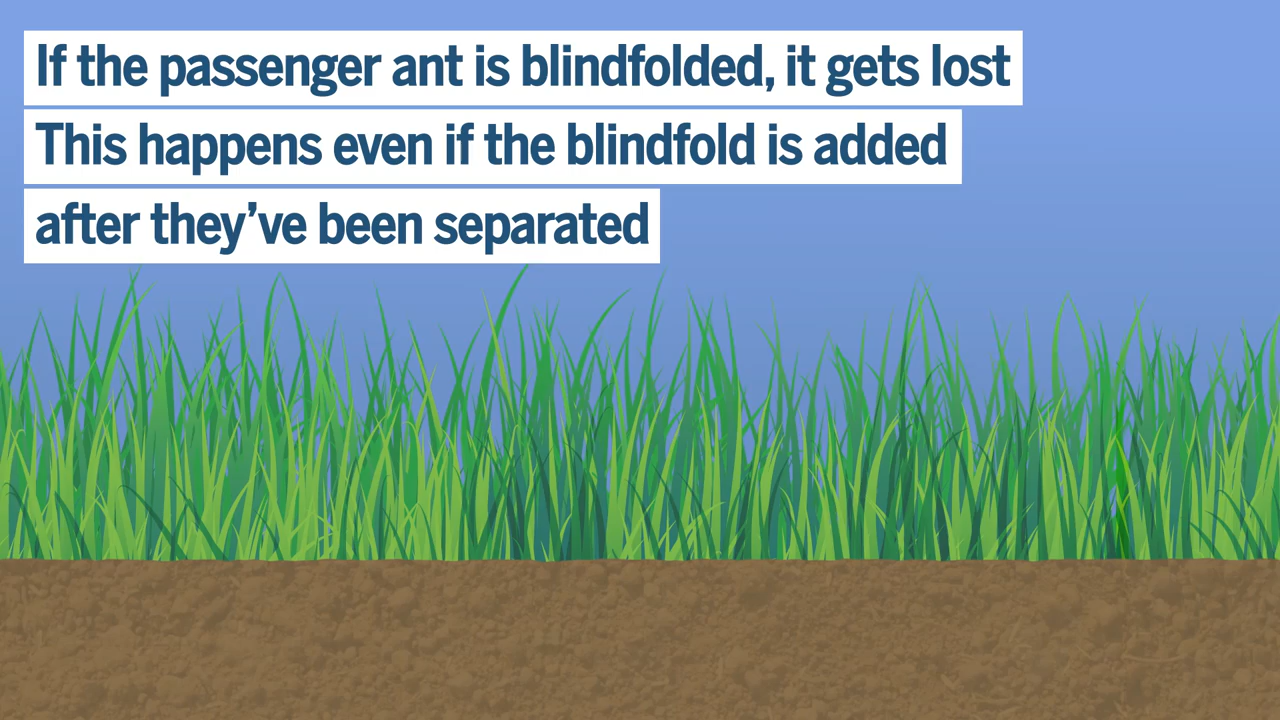 If the passenger ant is blindfolded, it gets lost
This happens even if the blindfold is added
after they’ve been separated